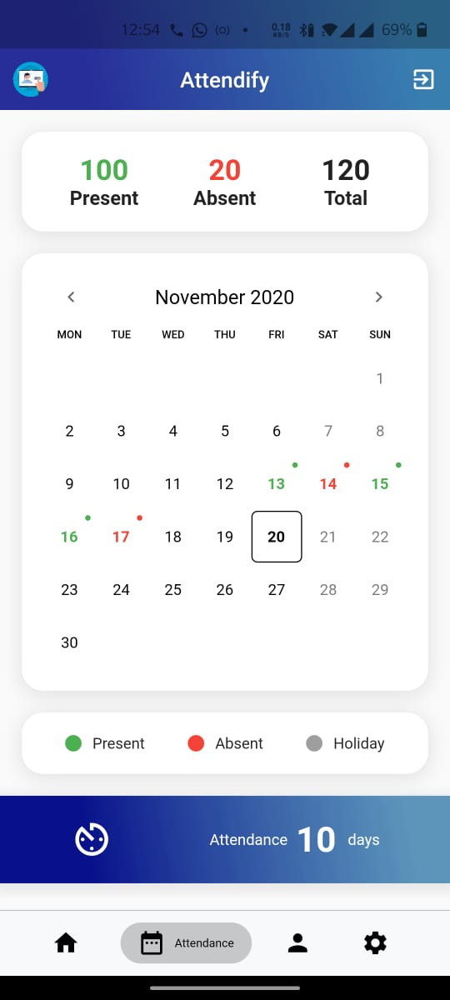 12:54 0.18 KB/S 69%
Attendify
100 20 120
Present Absent Total
November 2020
MON TUE WED THU FRI SAT SUN
1
2 3 4 5 6 7 8
9 10 11 12 13 14 15
16 17 18 19 20 21 22
23 24 25 26 27 28 29
30
Present Absent Holiday
Attendance 10 days
Attendance